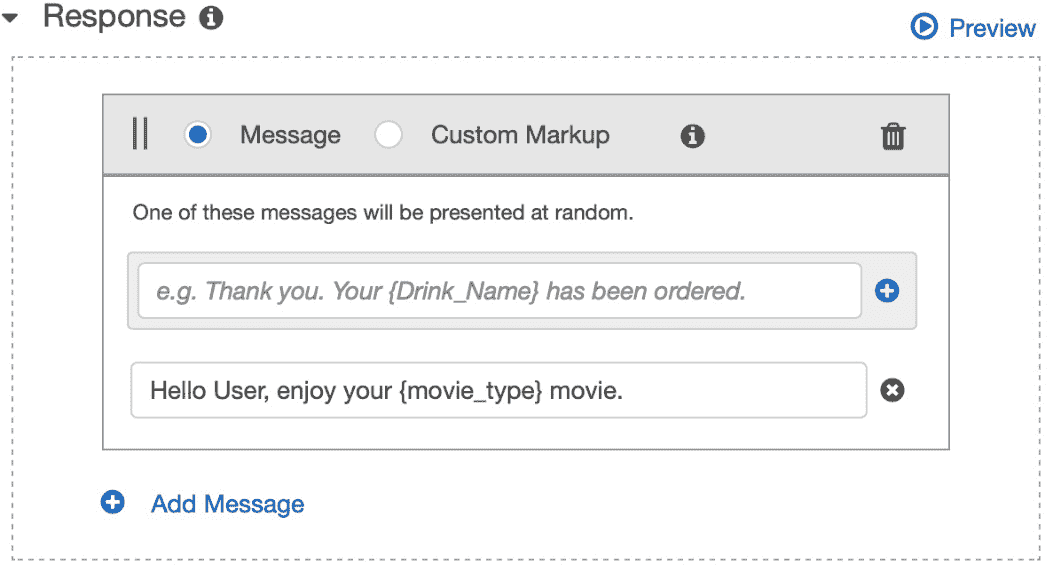 Response
Preview
Message Custom Markup
One of these messages will be presented at random.
e.g. Thank you. Your {Drink_Name} has been ordered.
Hello User, enjoy your {movie_type} movie.
Add Message